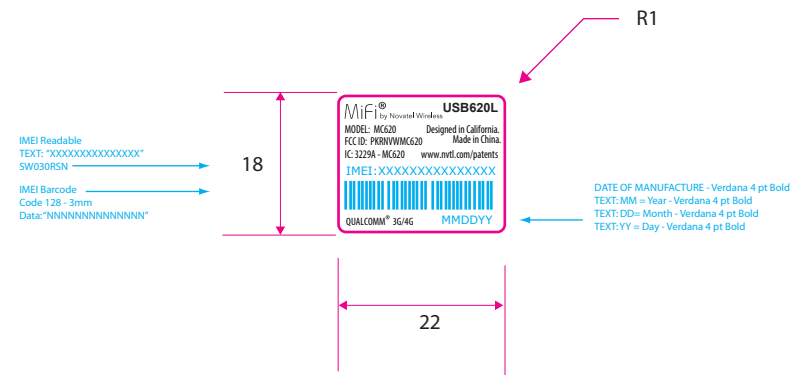 R1
MiFi® by Novatel Wireless USB620L
MODEL: MC620 Designed in California.
FCC ID: PKRNVWMC620 Made in China.
IC: 3229A - MC620 www.nvtl.com/patents
IMEI:XXXXXXXXXXXXXXX
QUALCOMM® 3G/4G MMDDYY
18
22
IMEI Readable
TEXT: "XXXXXXXXXXXXXXX"
SW030RSN
IMEI Barcode
Code 128 - 3mm
Data:"NNNNNNNNNNNNNN"
DATE OF MANUFACTURE - Verdana 4 pt Bold
TEXT: MM = Year - Verdana 4 pt Bold
TEXT: DD= Month - Verdana 4 pt Bold
TEXT: YY = Day - Verdana 4 pt Bold